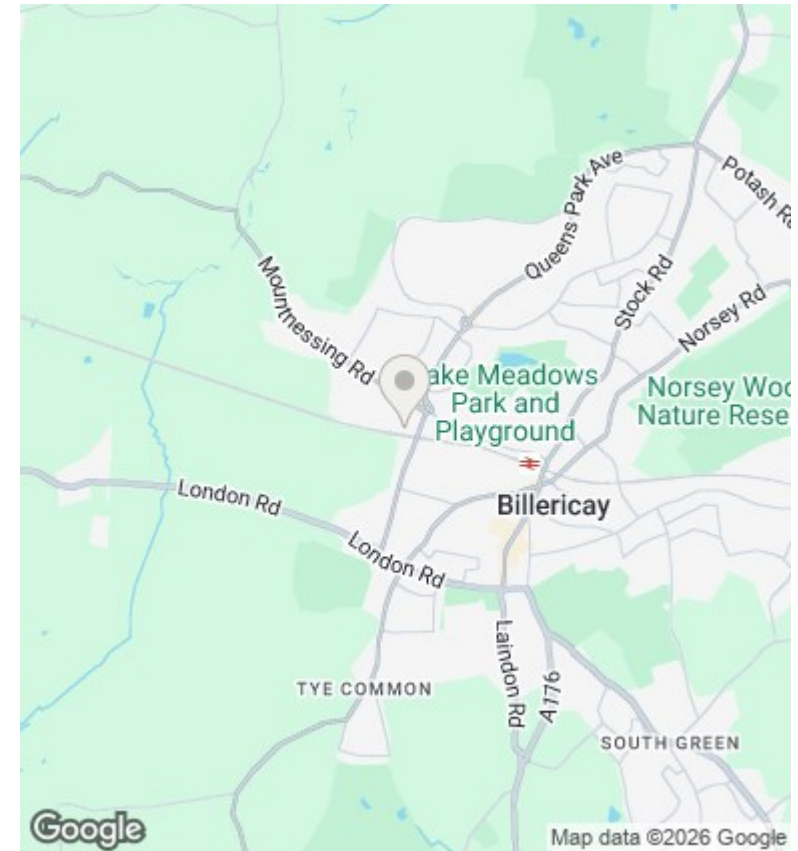 Queens Park Ave
Potash Rd
Mountnessing Rd
Stock Rd
Norsey Rd
ake Meadows
Park and
Playground
Norsey Woo
Nature Rese
London Rd
Billericay
London Rd
Laindon Rd
A176
TYE COMMON
SOUTH GREEN
Google
Map data ©2026 Google